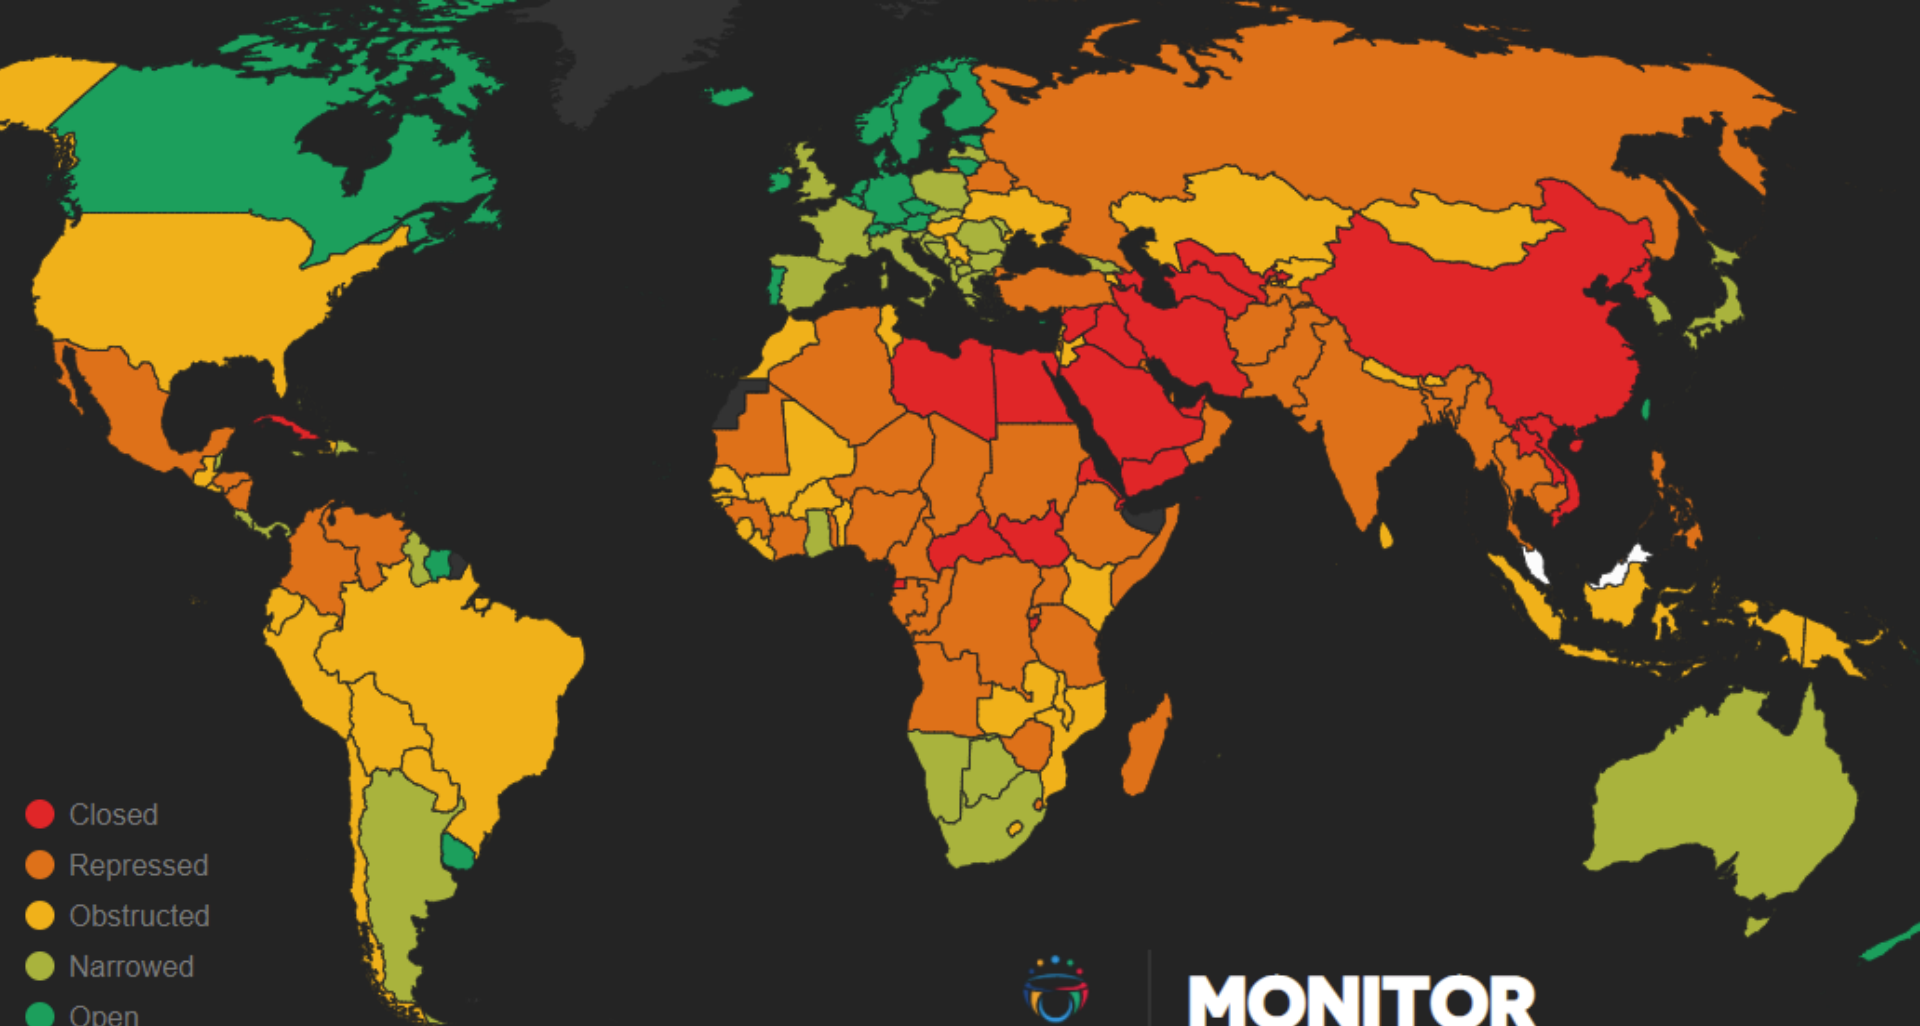 Closed
Repressed
Obstructed
Narrowed
Open
MONITOR